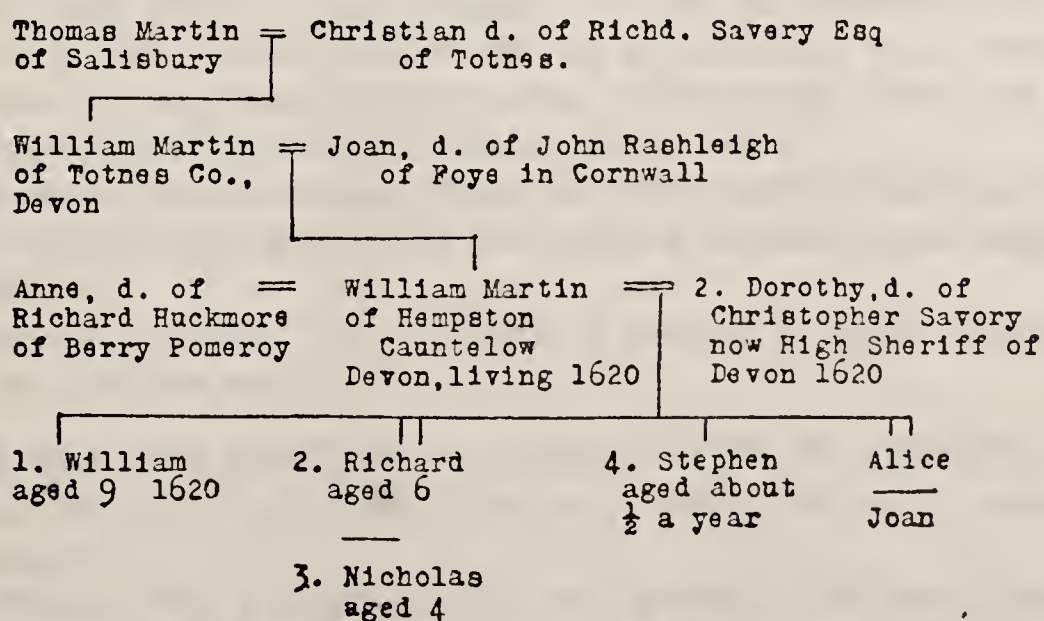 Thomas Martin = Christian d. of Richd. Savery Esq
of Salisbury of Totnes.
William Martin = Joan, d. of John Rashleigh
of Totnes Co., of Foye in Cornwall
Devon
Anne, d. of = William Martin = 2. Dorothy, d. of
Richard Huckmore of Hempston Christopher Savory
of Berry Pomeroy Cauntelow now High Sheriff of
Devon, living 1620 Devon 1620
1. William 2. Richard 4. Stephen Alice
aged 9 1620 aged 6 aged about Joan
½ a year
3. Nicholas
aged 4